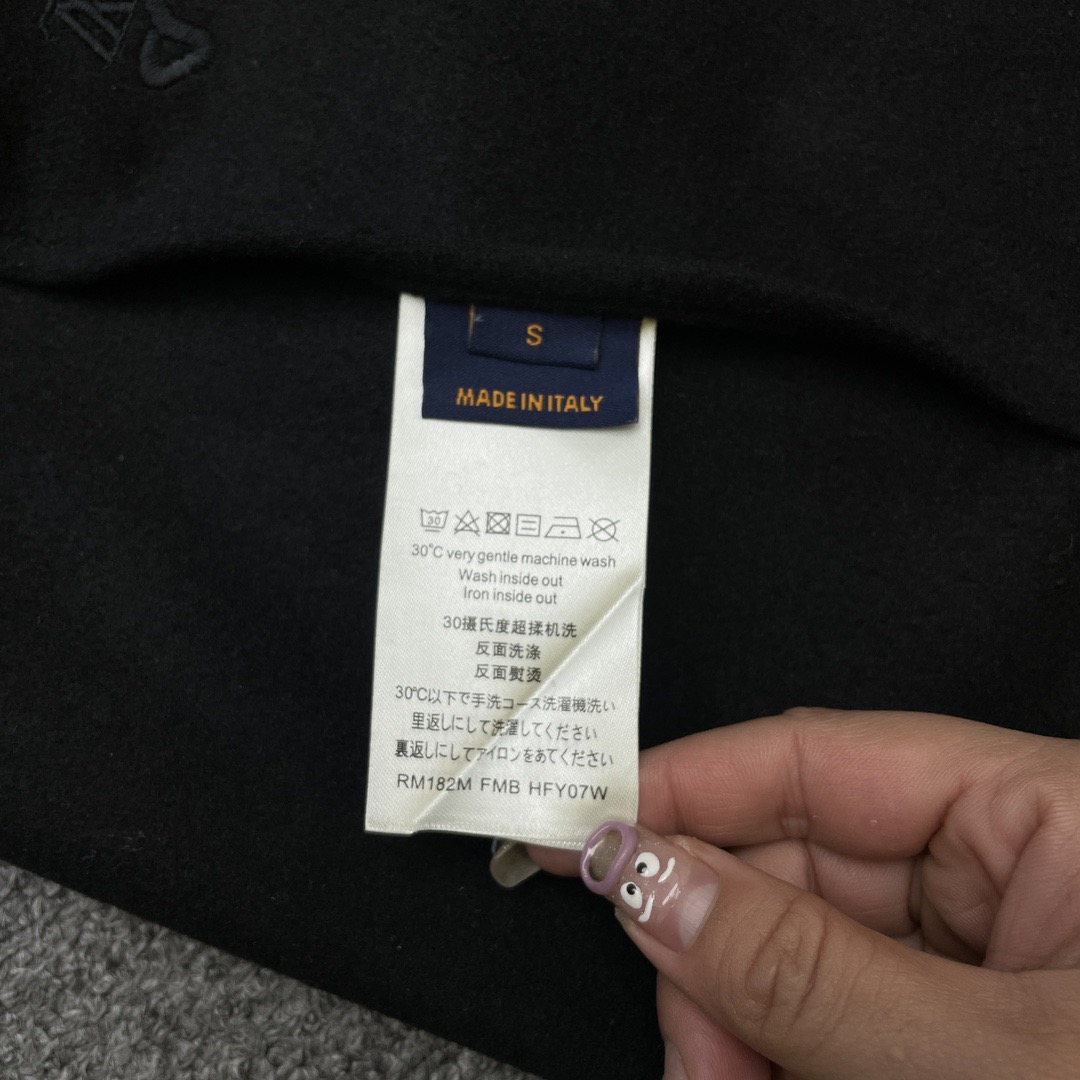 S
MADE IN ITALY
30
30°C very gentle machine wash
Wash inside out
Iron inside out
30摄氏度超揉机洗
反面洗涤
反面熨烫
30℃以下で手洗コース洗濯機洗い
里返しにして洗濯してください
裏返しにしてアイロンをあてください
RM182M FMB HFY07W